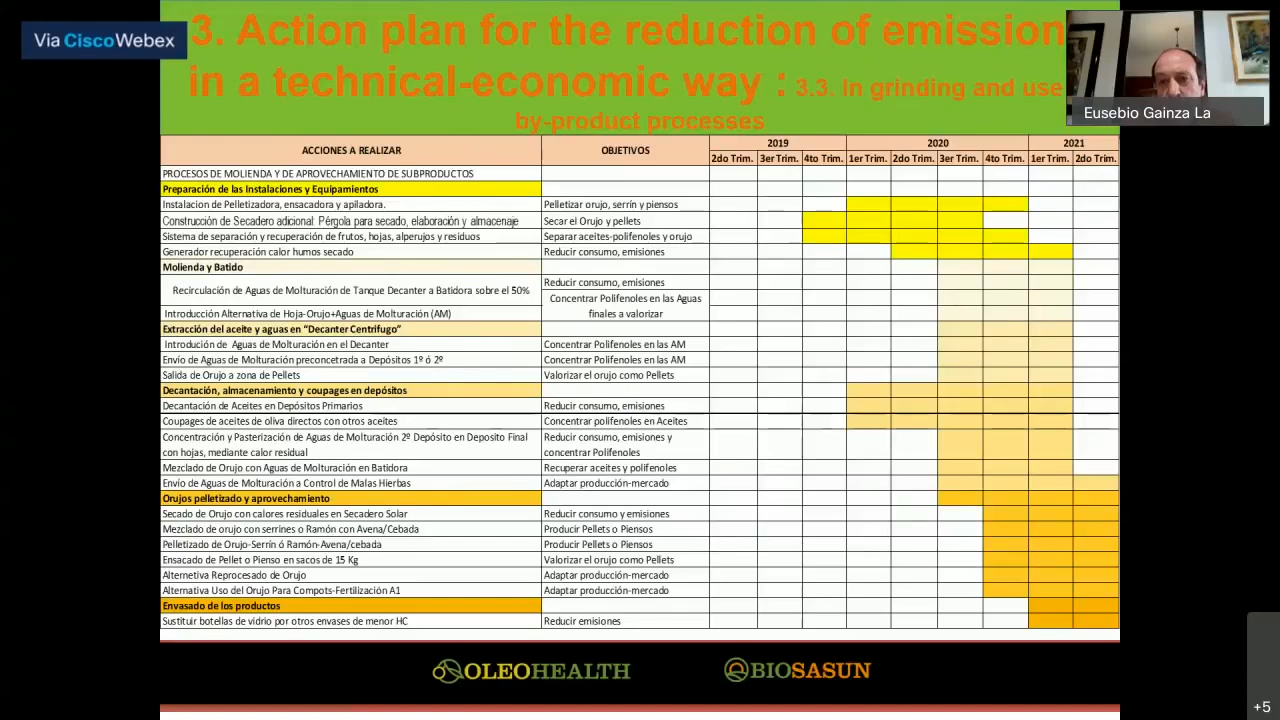 Via CiscoWebex
3. Action plan for the reduction of emission
in a technical-economic way : 3.3. In grinding and use
by-product processes
Eusebio Gainza La
ACCIONES A REALIZAR OBJETIVOS 2019 2020 2021
2do Trim. 3er Trim. 4to Trim. 1er Trim. 2do Trim. 3er Trim. 4to Trim. 1er Trim. 2do Trim.
PROCESOS DE MOLIENDA Y DE APROVECHAMIENTO DE SUBPRODUCTOS
Preparación de las Instalaciones y Equipamientos
Instalacion de Pelletizadora, ensacadora y apiladora. Pelletizar orujo, serrín y piensos
Construcción de Secadero adicional: Pérgola para secado, elaboración y almacenaje Secar el Orujo y pellets
Sistema de separación y recuperación de frutos, hojas, alperujos y residuos Separar aceites-polifenoles y orujo
Generador recuperación calor humos secado Reducir consumo, emisiones
Molienda y Batido
Recirculación de Aguas de Molturación de Tanque Decanter a Batidora sobre el 50% Reducir consumo, emisiones
Concentrar Polifenoles en las Aguas
Introducción Alternativa de Hoja-Orujo+Aguas de Molturación (AM) finales a valorizar
Extracción del aceite y aguas en “Decanter Centrifugo”
Introdución de Aguas de Molturación en el Decanter Concentrar Polifenoles en las AM
Envío de Aguas de Molturación preconcetrada a Depósitos 1º ó 2º Concentrar Polifenoles en las AM
Salida de Orujo a zona de Pellets Valorizar el orujo como Pellets
Decantación, almacenamiento y coupages en depósitos
Decantación de Aceites en Depósitos Primarios Reducir consumo, emisiones
Coupages de aceites de oliva directos con otros aceites Concentrar polifenoles en Aceites
Concentración y Pasterización de Aguas de Molturación 2º Depósito en Deposito Final Reducir consumo, emisiones y
con hojas, mediante calor residual concentrar Polifenoles
Mezclado de Orujo con Aguas de Molturación en Batidora Recuperar aceites y polifenoles
Envío de Aguas de Molturación a Control de Malas Hierbas Adaptar producción-mercado
Orujos pelletizado y aprovechamiento
Secado de Orujo con calores residuales en Secadero Solar Reducir consumo y emisiones
Mezclado de orujo con serrines o Ramón con Avena/Cebada Producir Pellets o Piensos
Pelletizado de Orujo-Serrín ó Ramón-Avena/cebada Producir Pellets o Piensos
Ensacado de Pellet o Pienso en sacos de 15 Kg Valorizar el orujo como Pellets
Alternetiva Reprocesado de Orujo Adaptar producción-mercado
Alternativa Uso del Orujo Para Compots-Fertilización A1 Adaptar producción-mercado
Envasado de los productos
Sustituir botellas de vidrio por otros envases de menor HC Reducir emisiones
OLEOHEALTH BIOSASUN
+5